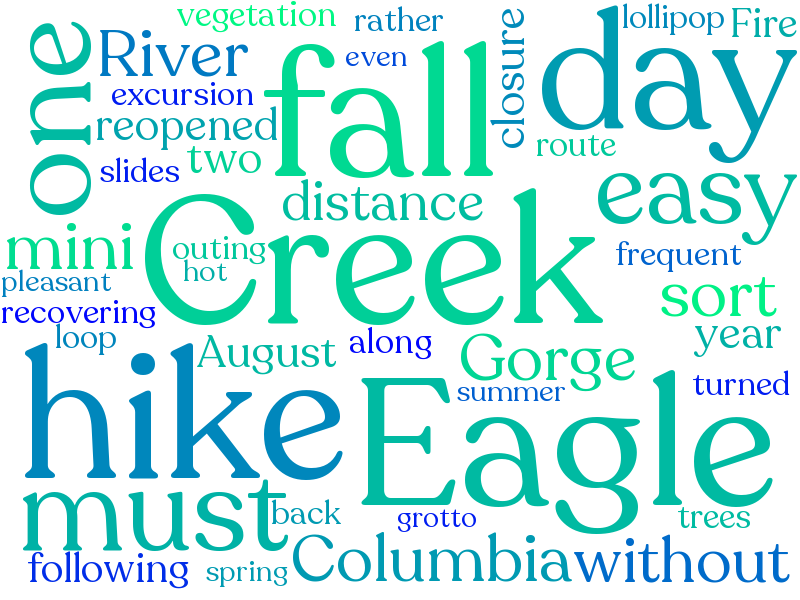 vegetation
rather
lollipop
Fire
one
River
even
fall
closure
day
excursion
reopened
route
slides
two
distance
easy
mini
Creek
outing
hot
frequent
pleasant
recovering
sort
loop
August
along
Gorge
year
hike
summer
turned
Eagle
must
back
grotto
trees
following
spring
Columbia
without